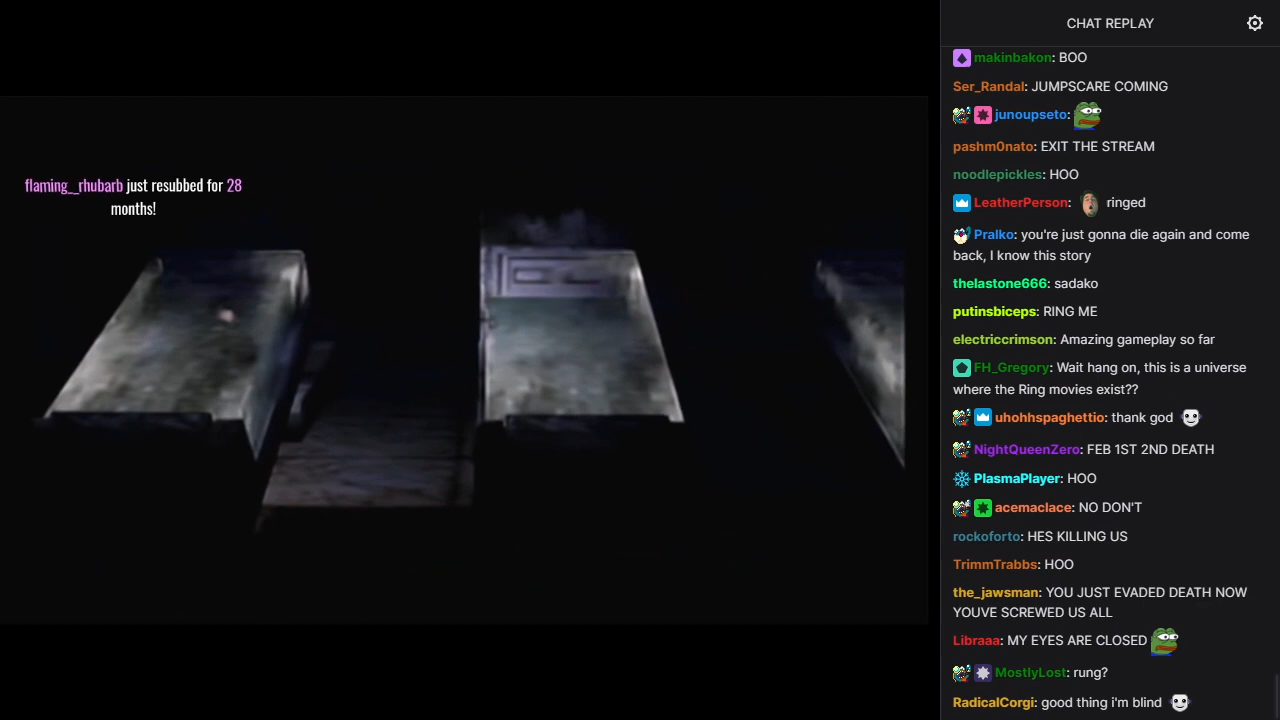 CHAT REPLAY
flaming__rhubarb just resubbed for 28
months!
makinbakon: BOO
Ser_Randal: JUMPSCARE COMING
junoupseto:
pashm0nato: EXIT THE STREAM
noodlepickles: HOO
LeatherPerson: ringed
Pralko: you're just gonna die again and come
back, I know this story
thelastone666: sadako
putinsbiceps: RING ME
electriccrimson: Amazing gameplay so far
FH_Gregory: Wait hang on, this is a universe
where the Ring movies exist??
uhohhspaghettio: thank god
NightQueenZero: FEB 1ST 2ND DEATH
PlasmaPlayer: HOO
acemaclace: NO DON'T
rockoforto: HES KILLING US
TrimmTrabbs: HOO
the_jawsman: YOU JUST EVADED DEATH NOW
YOUVE SCREWED US ALL
Libraaa: MY EYES ARE CLOSED
MostlyLost: rung?
RadicalCorgi: good thing i'm blind